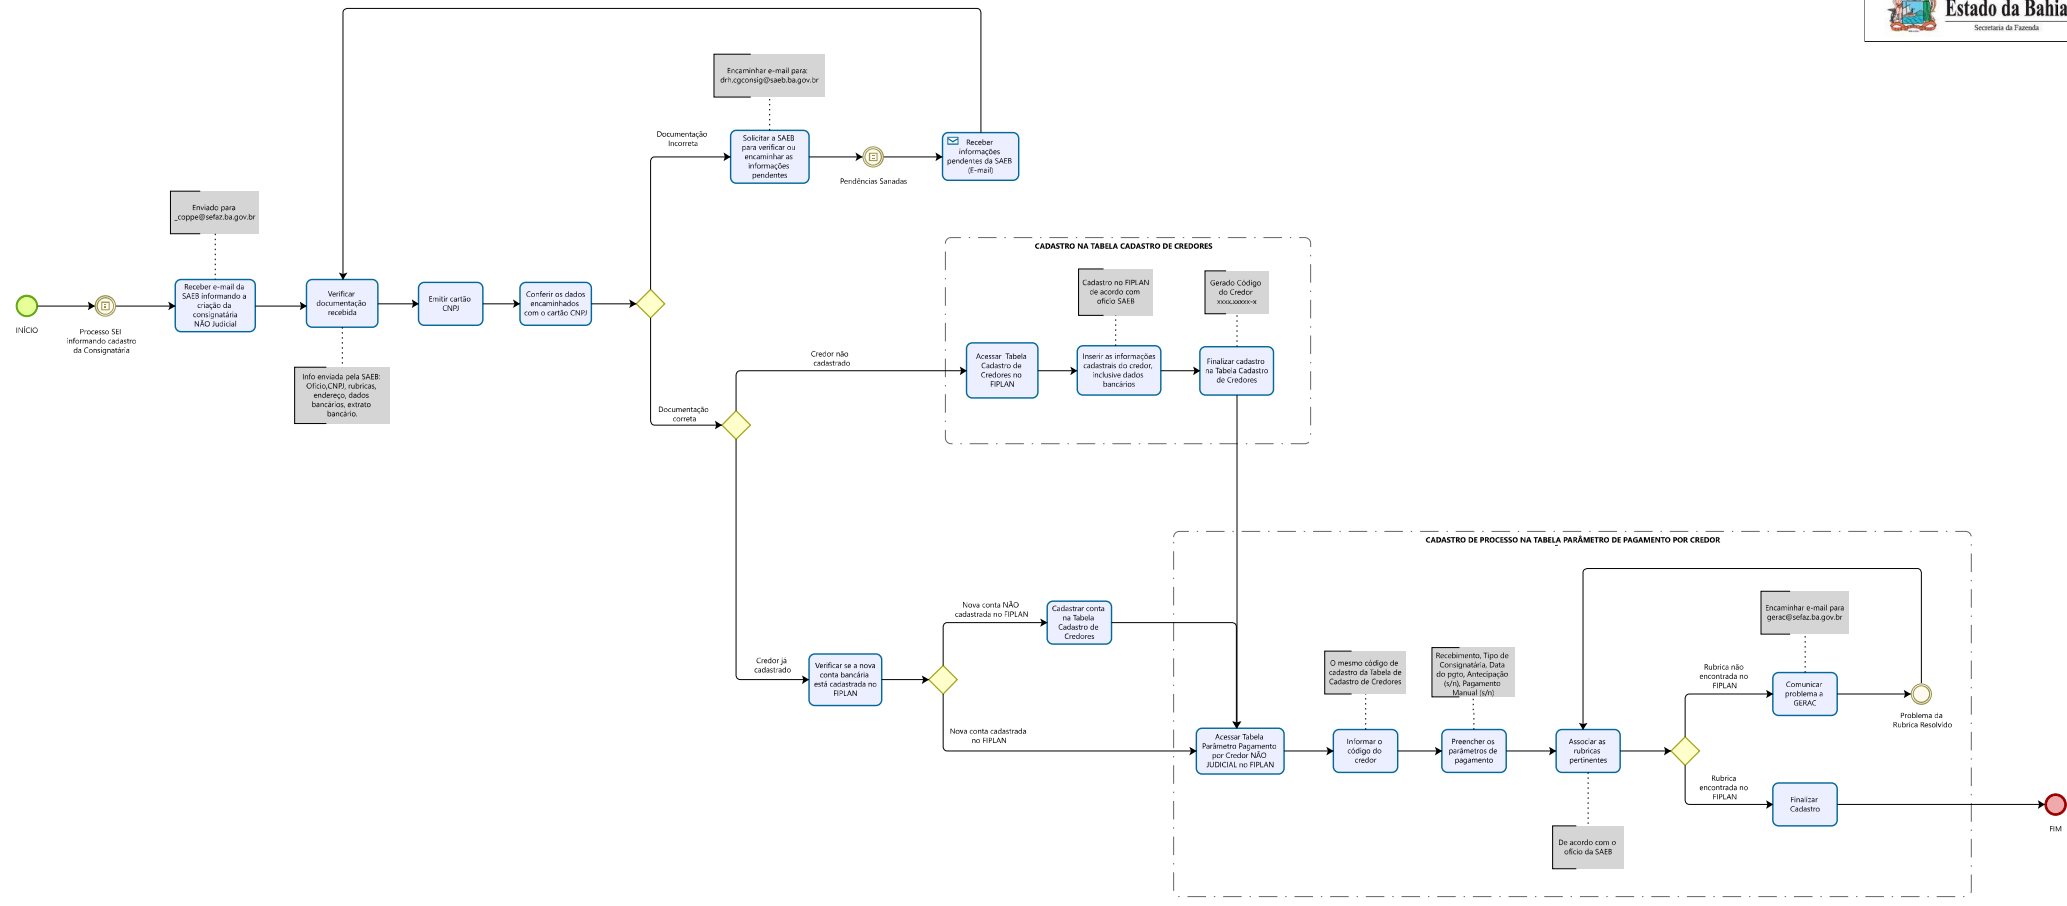 Estado da Bahia
Secretaria da Fazenda
Encaminhar e-mail para:
drh.cgconsig@saeb.ba.gov.br
Documentação
Incorreta
Solicitar a SAEB
para verificar ou
encaminhar as
informações
pendentes
Pendências Sanadas
Receber
informações
pendentes da SAEB
(E-mail)
Enviado para
_coppe@sefaz.ba.gov.br
INÍCIO
Processo SEI
informando cadastro
da Consignatária
Receber e-mail da
SAEB informando a
criação da
consignatária
NÃO Judicial
Verificar
documentação
recebida
Emitir cartão
CNPJ
Conferir os dados
encaminhados
com o cartão CNPJ
Info enviada pela SAEB:
Ofício,CNPJ, rubricas,
endereço, dados
bancários, extrato
bancário.
Documentação
correta
CADASTRO NA TABELA CADASTRO DE CREDORES
Cadastro no FIPLAN
de acordo com
ofício SAEB
Gerado Código
do Credor
xxxx.xxxxx-x
Credor não
cadastrado
Acessar Tabela
Cadastro de
Credores no
FIPLAN
Inserir as informações
cadastrais do credor,
inclusive dados
bancários
Finalizar cadastro
na Tabela Cadastro
de Credores
Credor já
cadastrado
Verificar se a nova
conta bancária
está cadastrada no
FIPLAN
Nova conta NÃO
cadastrada no FIPLAN
Cadastrar conta
na Tabela
Cadastro de
Credores
Nova conta cadastrada
no FIPLAN
CADASTRO DE PROCESSO NA TABELA PARÂMETRO DE PAGAMENTO POR CREDOR
Acessar Tabela
Parâmetro Pagamento
por Credor NÃO
JUDICIAL no FIPLAN
O mesmo código de
cadastro da Tabela de
Cadastro de Credores
Informar o
código do
credor
Recebimento, Tipo de
Consignatária, Data
do pgto, Antecipação
(s/n), Pagamento
Manual (s/n)
Preencher os
parâmetros de
pagamento
Associar as
rubricas
pertinentes
De acordo com o
ofício da SAEB
Encaminhar e-mail para
gerac@sefaz.ba.gov.br
Rubrica não
encontrada no
FIPLAN
Comunicar
problema a
GERAC
Problema da
Rubrica Resolvido
Rubrica
encontrada no
FIPLAN
Finalizar
Cadastro
FIM